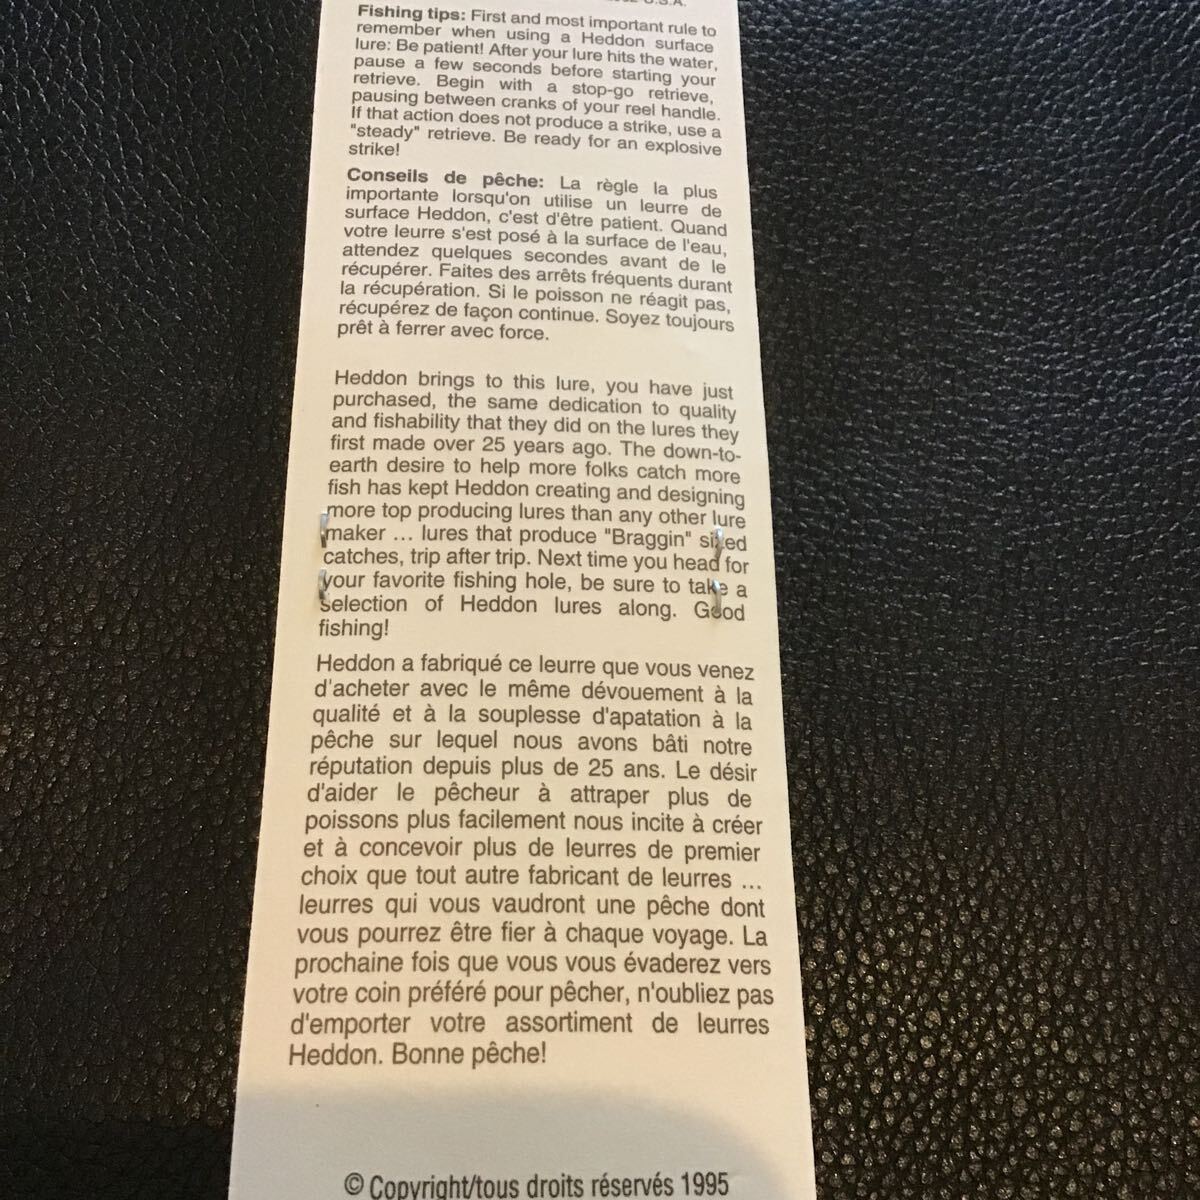 U.S.A.
Fishing tips: First and most important rule to
remember when using a Heddon surface
lure: Be patient! After your lure hits the water,
pause a few seconds before starting your
retrieve. Begin with a stop-go retrieve,
pausing between cranks of your reel handle.
If that action does not produce a strike, use a
"steady" retrieve. Be ready for an explosive
strike!
Conseils de pêche: La règle la plus
importante lorsqu'on utilise un leurre de
surface Heddon, c'est d'être patient. Quand
votre leurre s'est posé à la surface de l'eau,
attendez quelques secondes avant de le
récupérer. Faites des arrêts fréquents durant
la récupération. Si le poisson ne réagit pas,
récupérez de façon continue. Soyez toujours
prêt à ferrer avec force.
Heddon brings to this lure, you have just
purchased, the same dedication to quality
and fishability that they did on the lures they
first made over 25 years ago. The down-to-
earth desire to help more folks catch more
fish has kept Heddon creating and designing
more top producing lures than any other lure
maker ... lures that produce "Braggin" sized
catches, trip after trip. Next time you head for
your favorite fishing hole, be sure to take a
selection of Heddon lures along. Good
fishing!
Heddon a fabriqué ce leurre que vous venez
d'acheter avec le même dévouement à la
qualité et à la souplesse d'apatation à la
pêche sur lequel nous avons bâti notre
réputation depuis plus de 25 ans. Le désir
d'aider le pêcheur à attraper plus de
poissons plus facilement nous incite à créer
et à concevoir plus de leurres de premier
choix que tout autre fabricant de leurres ...
leurres qui vous vaudront une pêche dont
vous pourrez être fier à chaque voyage. La
prochaine fois que vous vous évaderez vers
votre coin préféré pour pêcher, n'oubliez pas
d'emporter votre assortiment de leurres
Heddon. Bonne pêche!
© Copyright/tous droits réservés 1995